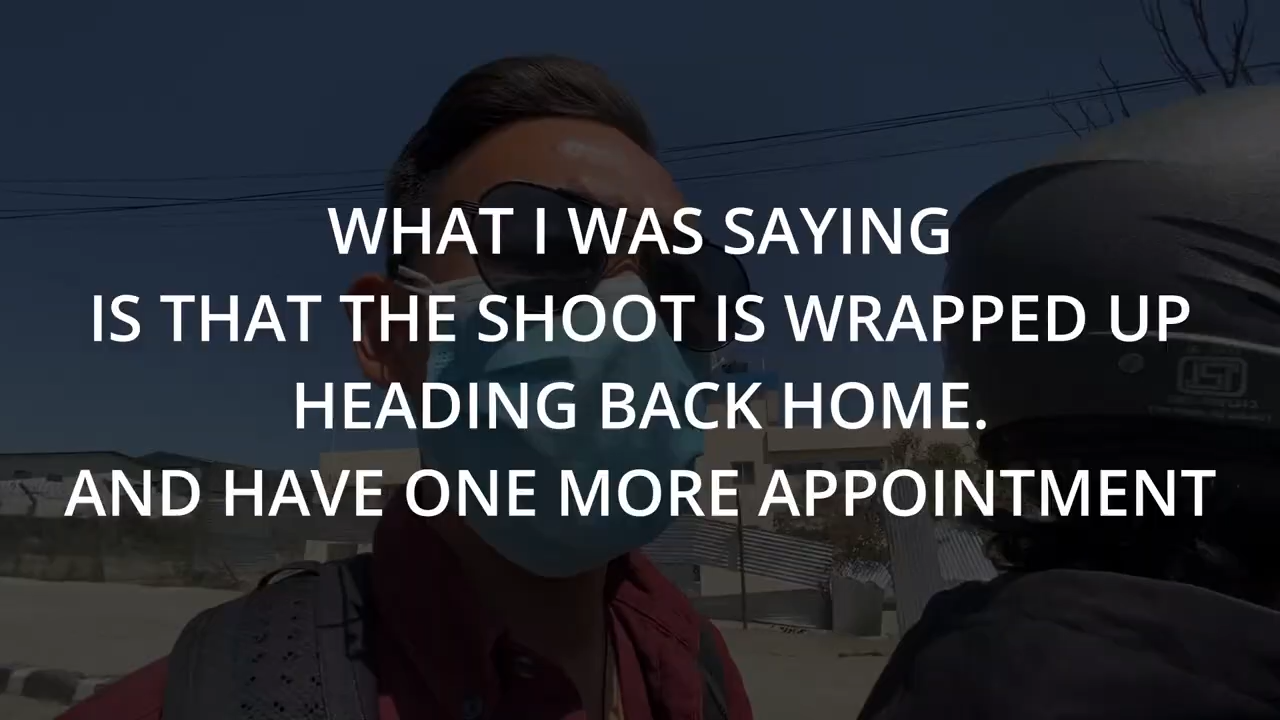 WHAT I WAS SAYING
IS THAT THE SHOOT IS WRAPPED UP
HEADING BACK HOME.
AND HAVE ONE MORE APPOINTMENT